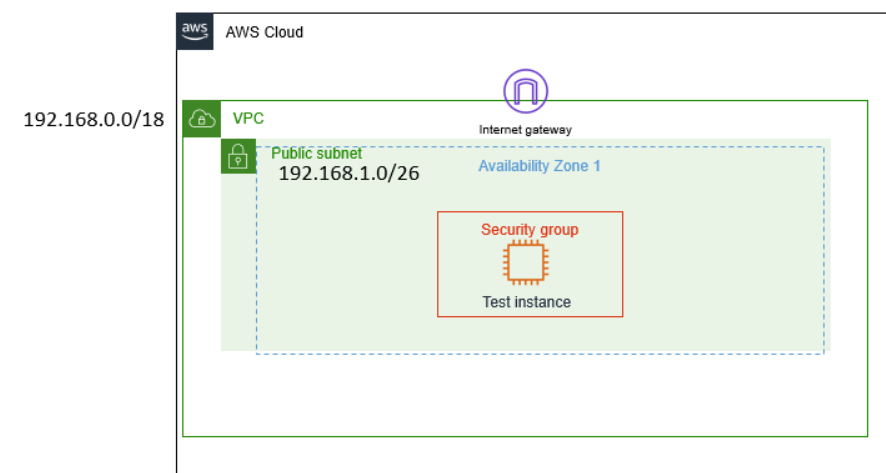 aws
AWS Cloud
192.168.0.0/18
VPC
Internet gateway
Public subnet
192.168.1.0/26
Availability Zone 1
Security group
Test instance